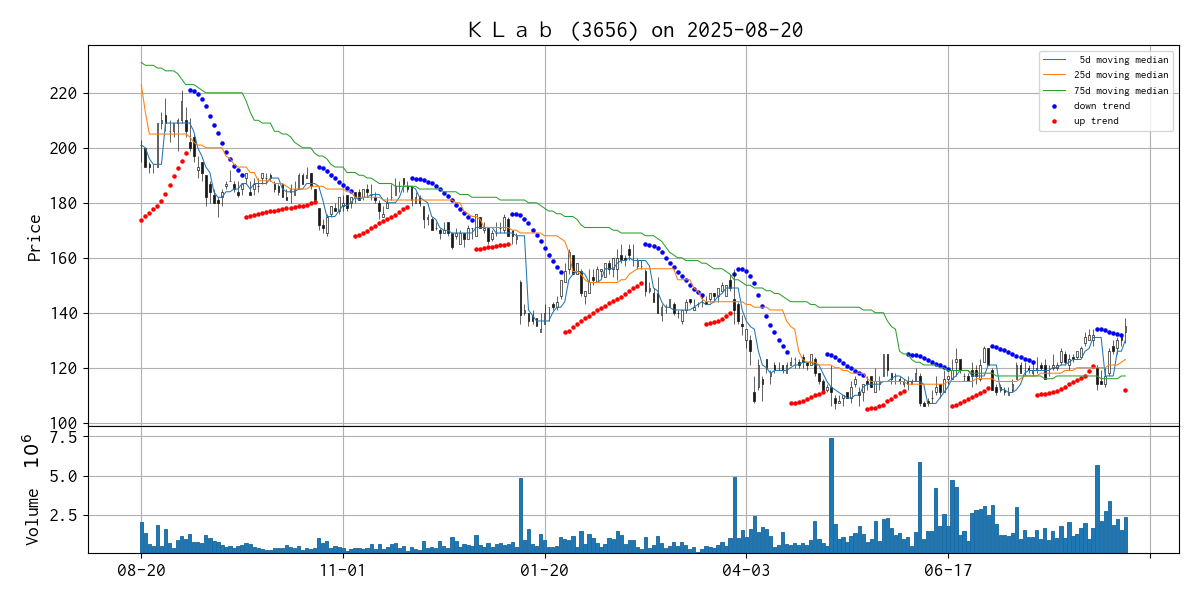 ＫＬａｂ (3656) on 2025-08-20
5d moving median
25d moving median
75d moving median
down trend
up trend
Price
220
200
180
160
140
120
100
Volume 10^6
7.5
5.0
2.5
08-20
11-01
01-20
04-03
06-17